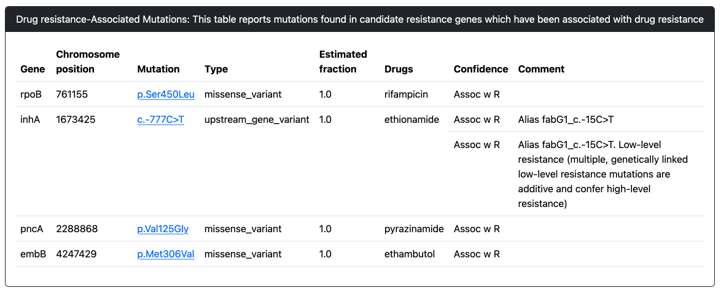 Drug resistance-Associated Mutations: This table reports mutations found in candidate resistance genes which have been associated with drug resistance
Gene Chromosome position Mutation Type Estimated fraction Drugs Confidence Comment
rpoB 761155 p.Ser450Leu missense_variant 1.0 rifampicin Assoc w R
inhA 1673425 c.-777C>T upstream_gene_variant 1.0 ethionamide Assoc w R Alias fabG1_c.-15C>T
Assoc w R Alias fabG1_c.-15C>T. Low-level
resistance (multiple, genetically linked
low-level resistance mutations are
additive and confer high-level
resistance)
pncA 2288868 p.Val125Gly missense_variant 1.0 pyrazinamide Assoc w R
embB 4247429 p.Met306Val missense_variant 1.0 ethambutol Assoc w R